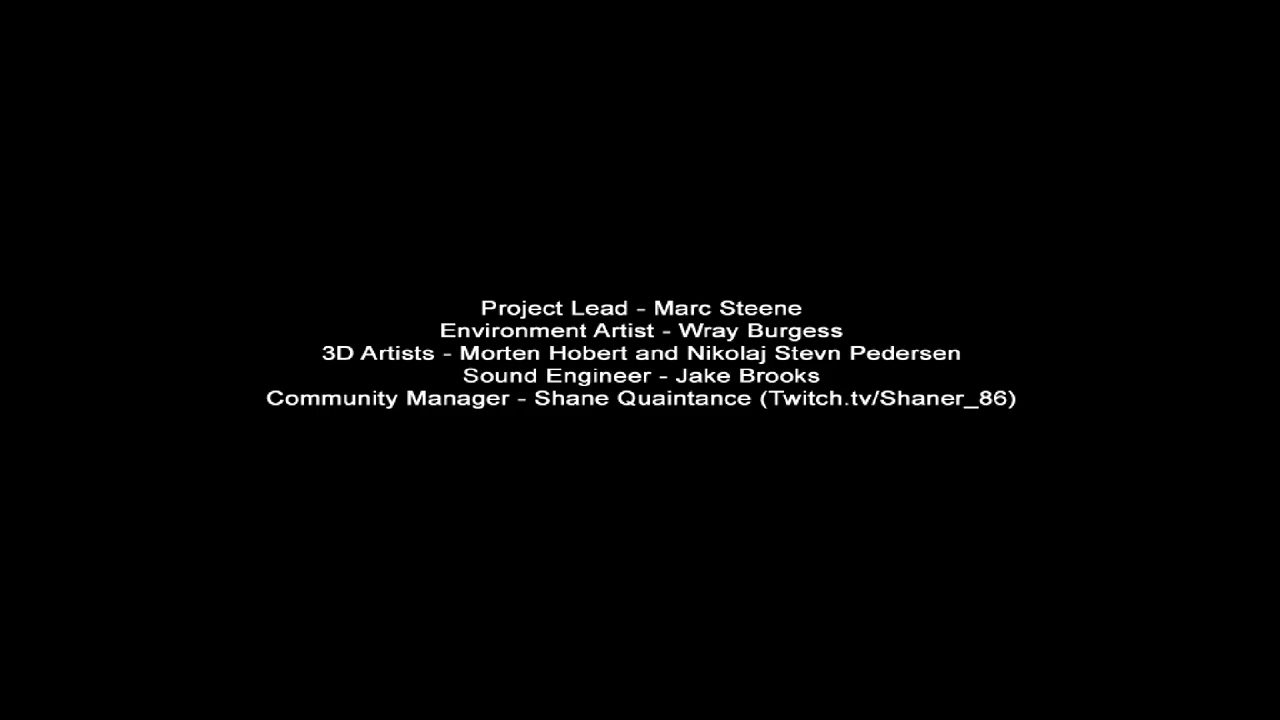 Project Lead - Marc Steene
Environment Artist - Wray Burgess
3D Artists - Morten Hobert and Nikolaj Stevn Pedersen
Sound Engineer - Jake Brooks
Community Manager - Shane Quaintance (Twitch.tv/Shaner_86)